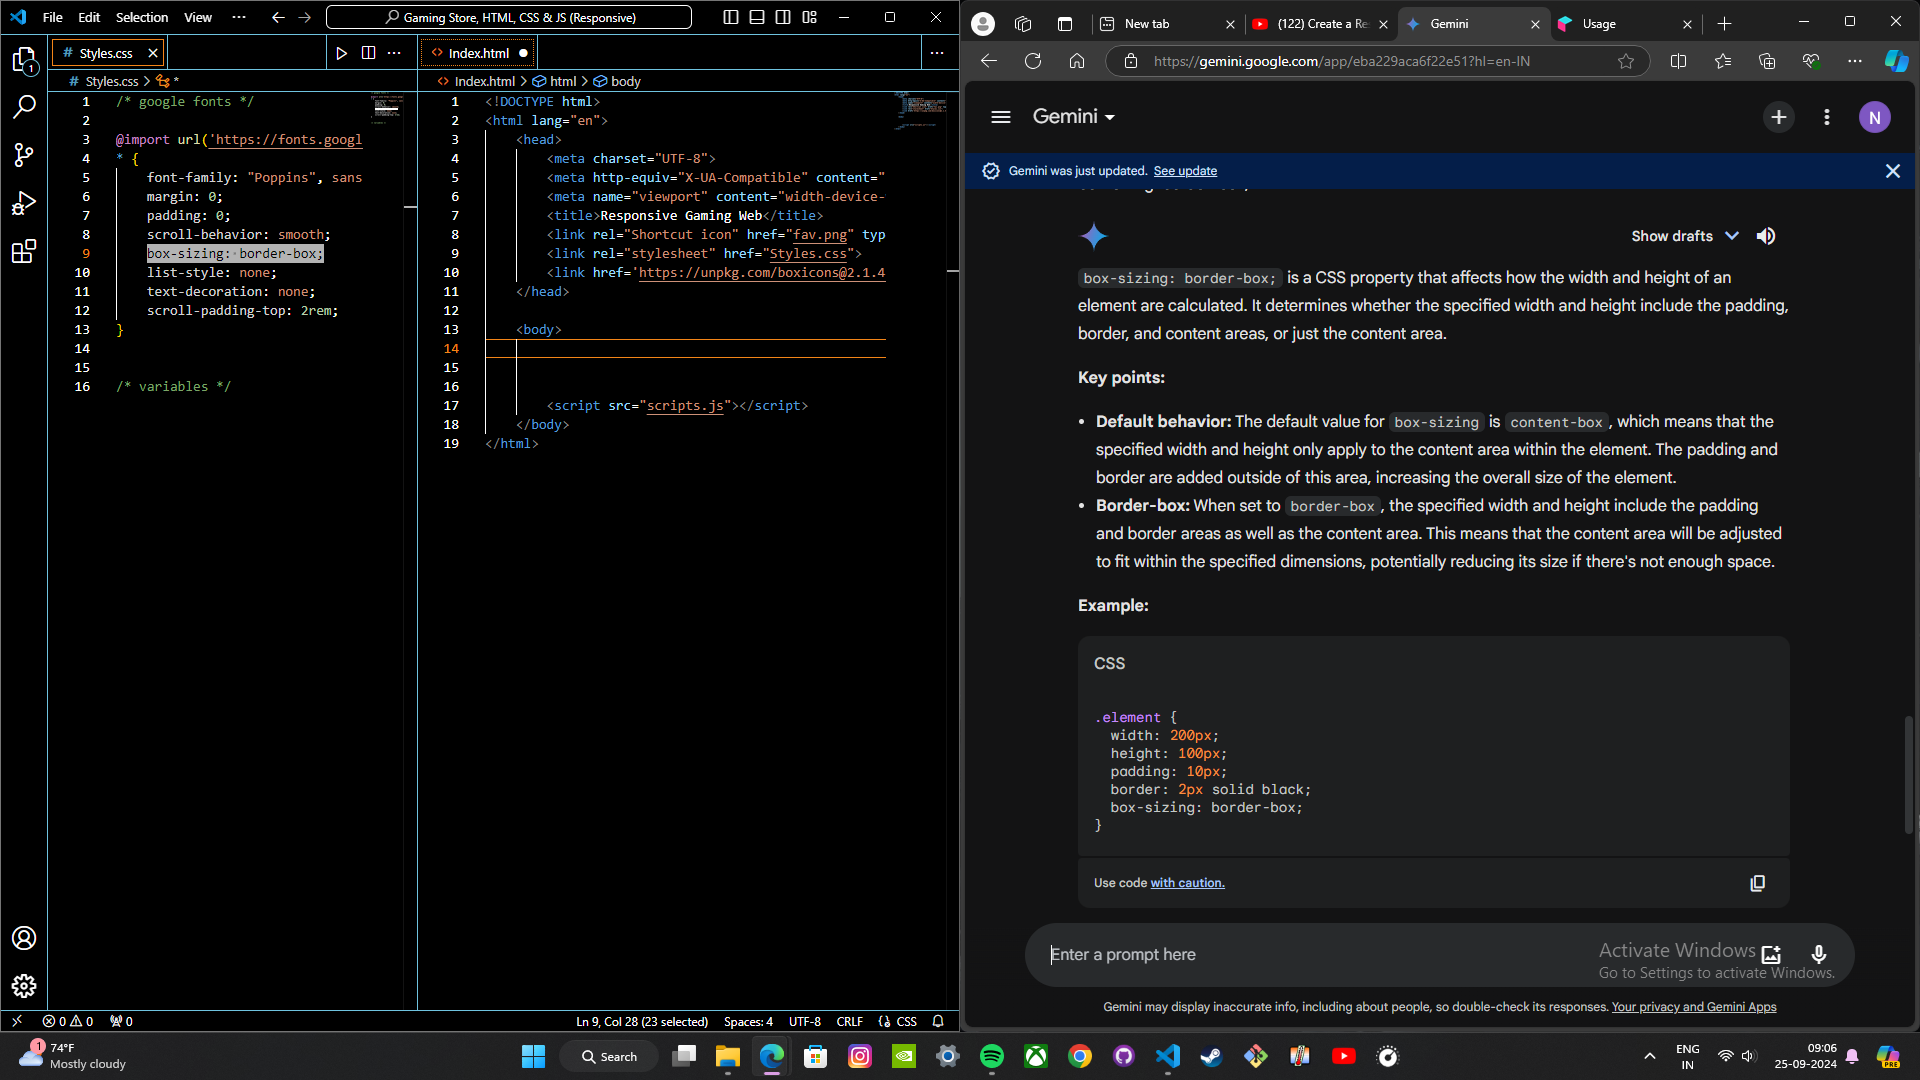 File Edit Selection View ··· Gaming Store, HTML, CSS & JS (Responsive)
# Styles.css
# Styles.css > *
1 /* google fonts */
2
3 @import url('https://fonts.googl
4 * {
5 font-family: "Poppins", sans
6 margin: 0;
7 padding: 0;
8 scroll-behavior: smooth;
9 box-sizing: border-box;
10 list-style: none;
11 text-decoration: none;
12 scroll-padding-top: 2rem;
13 }
14
15
16 /* variables */
<> Index.html
<> Index.html > html > body
1 <!DOCTYPE html>
2 <html lang="en">
3 <head>
4 <meta charset="UTF-8">
5 <meta http-equiv="X-UA-Compatible" content="
6 <meta name="viewport" content="width-device-
7 <title>Responsive Gaming Web</title>
8 <link rel="Shortcut icon" href="fav.png" typ
9 <link rel="stylesheet" href="Styles.css">
10 <link href='https://unpkg.com/boxicons@2.1.4
11 </head>
12
13 <body>
14
15
16
17 <script src="scripts.js"></script>
18 </body>
19 </html>
1
0 0 0
Ln 9, Col 28 (23 selected) Spaces: 4 UTF-8 CRLF {} CSS
New tab (122) Create a Re Gemini Usage
https://gemini.google.com/app/eba229aca6f22e51?hl=en-IN
Gemini
N
Gemini was just updated. See update
Show drafts
box-sizing: border-box; is a CSS property that affects how the width and height of an
element are calculated. It determines whether the specified width and height include the padding,
border, and content areas, or just the content area.
Key points:
• Default behavior: The default value for box-sizing is content-box, which means that the
specified width and height only apply to the content area within the element. The padding and
border are added outside of this area, increasing the overall size of the element.
• Border-box: When set to border-box, the specified width and height include the padding
and border areas as well as the content area. This means that the content area will be adjusted
to fit within the specified dimensions, potentially reducing its size if there's not enough space.
Example:
CSS
.element {
width: 200px;
height: 100px;
padding: 10px;
border: 2px solid black;
box-sizing: border-box;
}
Use code with caution.
Enter a prompt here
Activate Windows
Go to Settings to activate Windows.
Gemini may display inaccurate info, including about people, so double-check its responses. Your privacy and Gemini Apps
1
74°F
Mostly cloudy
Search
ENG
IN
09:06
25-09-2024
PRE